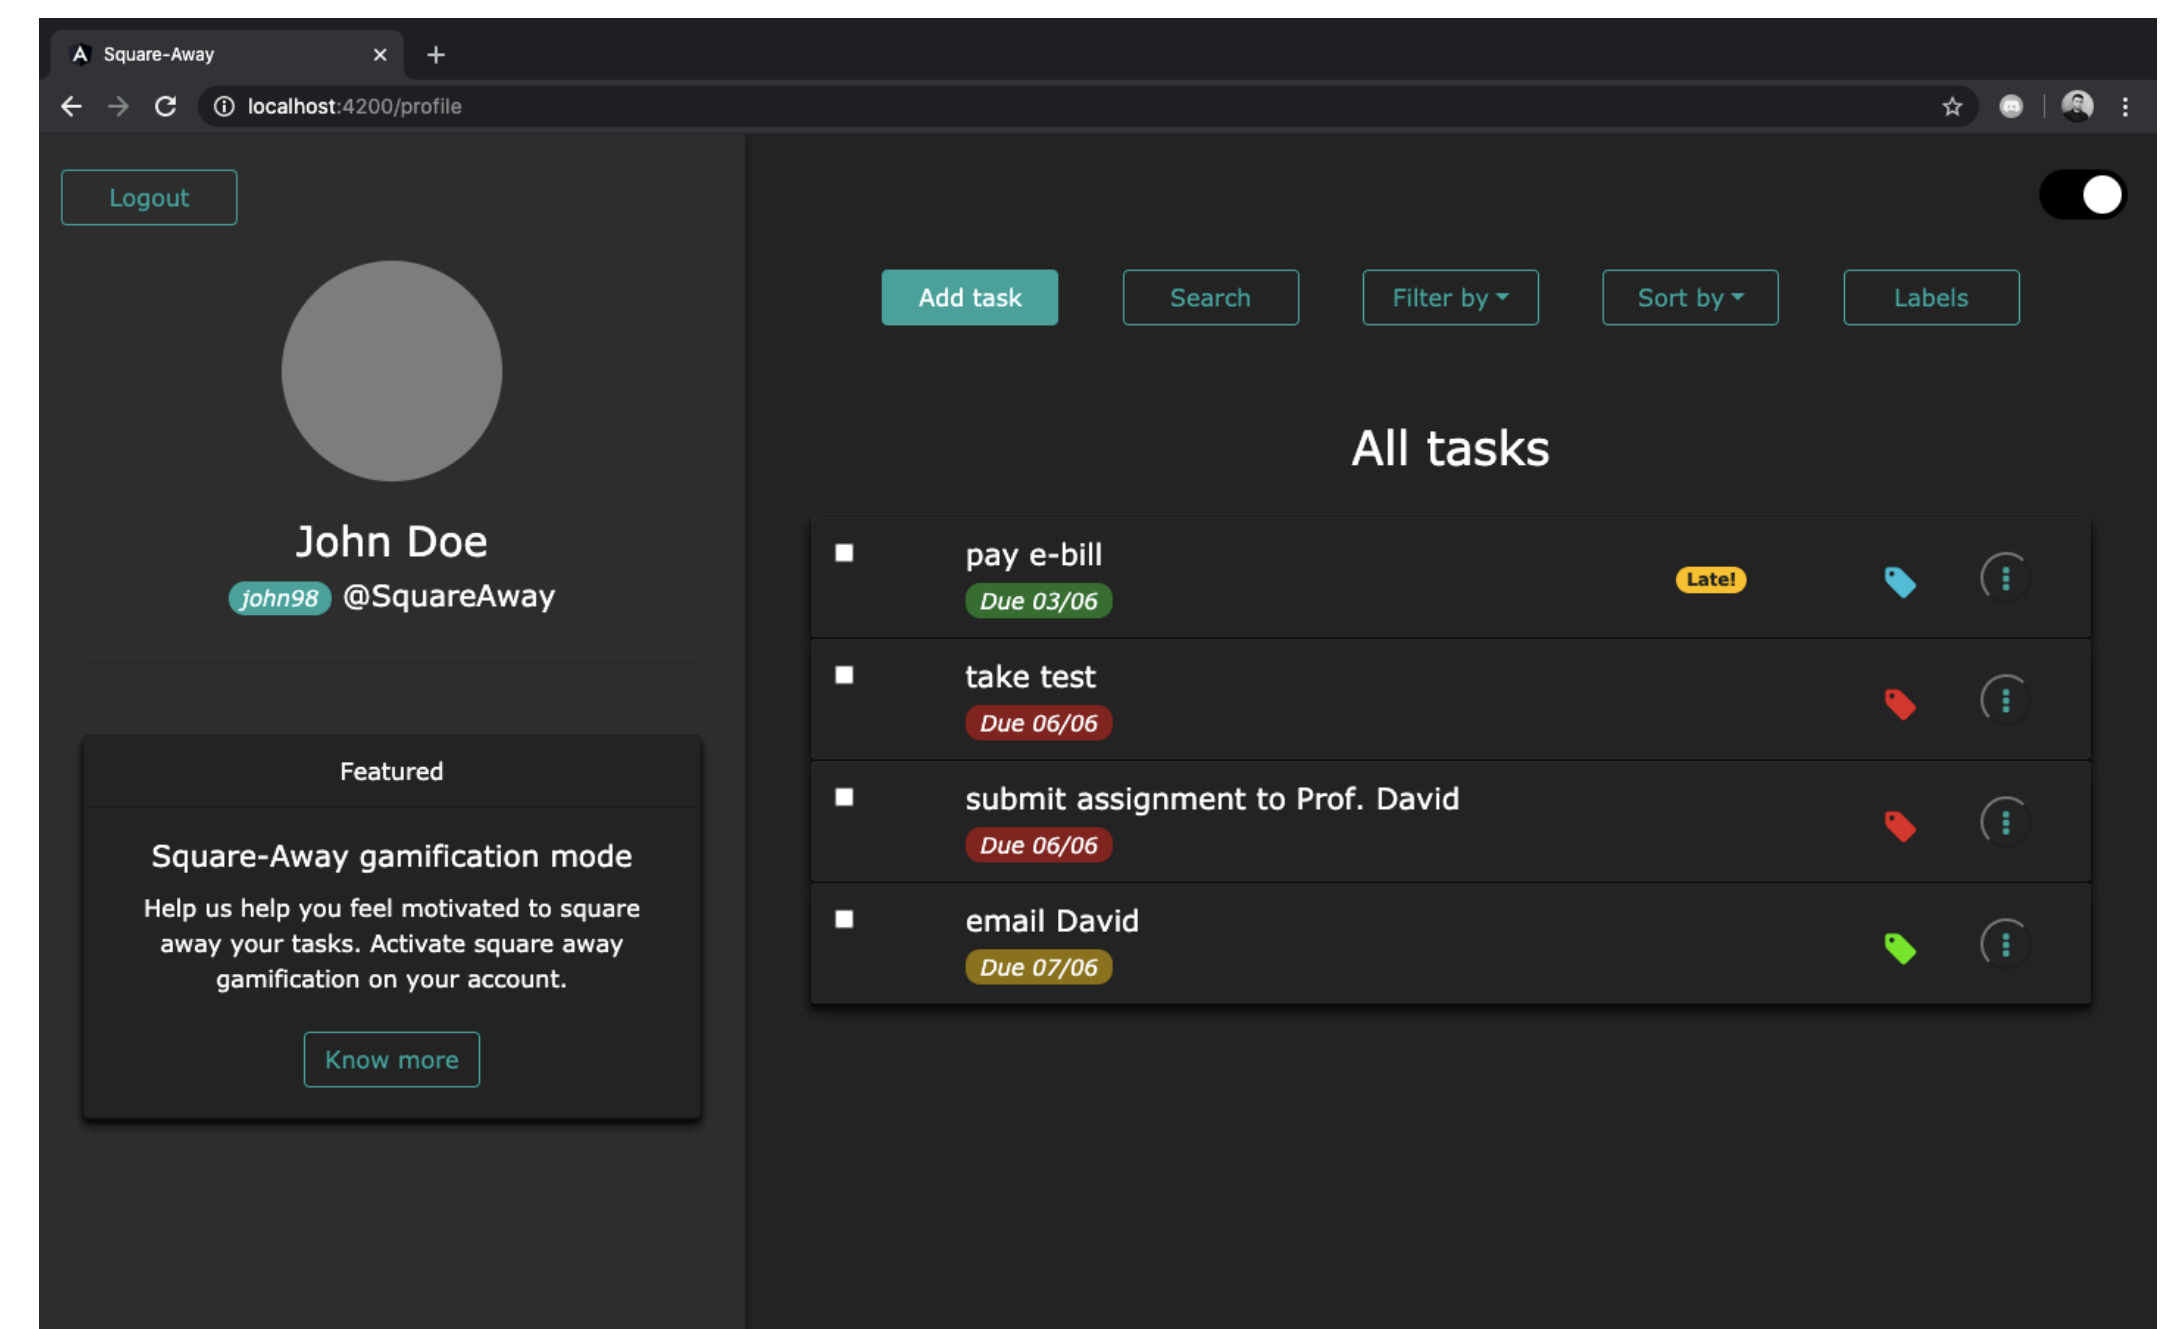 Square-Away
localhost:4200/profile
Logout
John Doe
john98 @SquareAway
Featured
Square-Away gamification mode
Help us help you feel motivated to square
away your tasks. Activate square away
gamification on your account.
Know more
Add task
Search
Filter by
Sort by
Labels
All tasks
pay e-bill
Due 03/06
Late!
take test
Due 06/06
submit assignment to Prof. David
Due 06/06
email David
Due 07/06